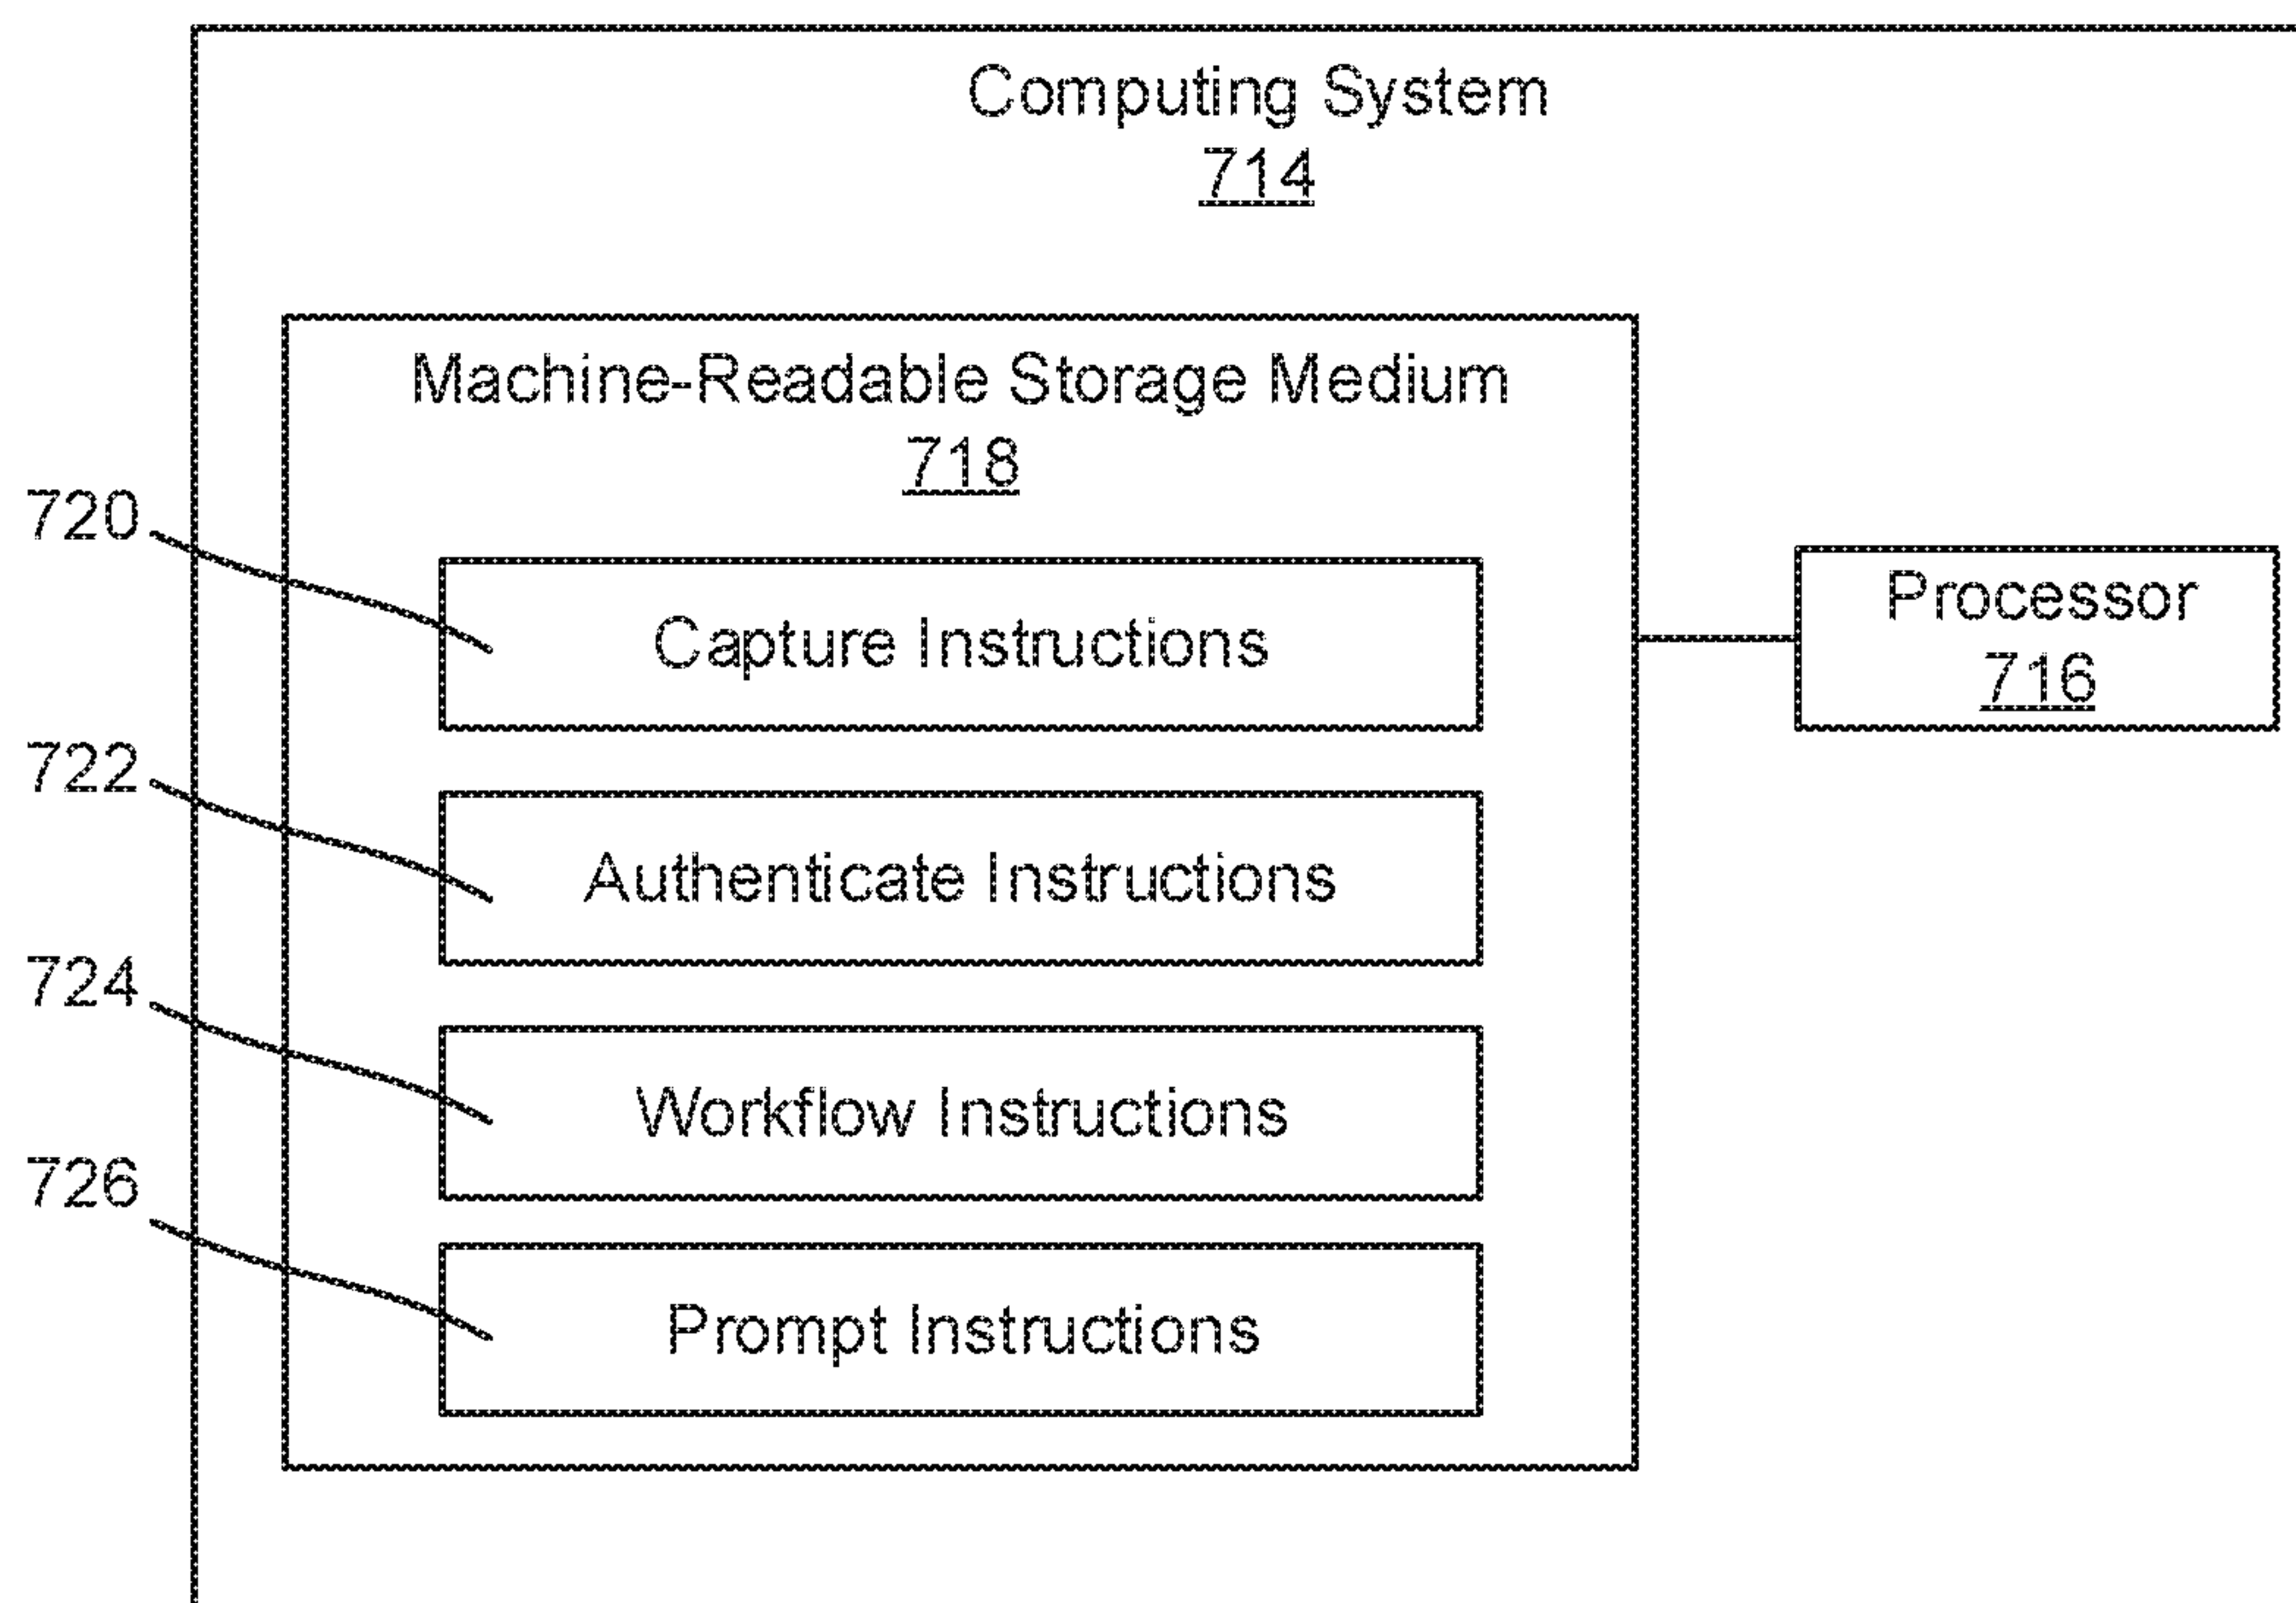 Computing System
714
Machine-Readable Storage Medium
718
720
Capture Instructions
Processor
716
722
Authenticate Instructions
724
Workflow Instructions
726
Prompt Instructions